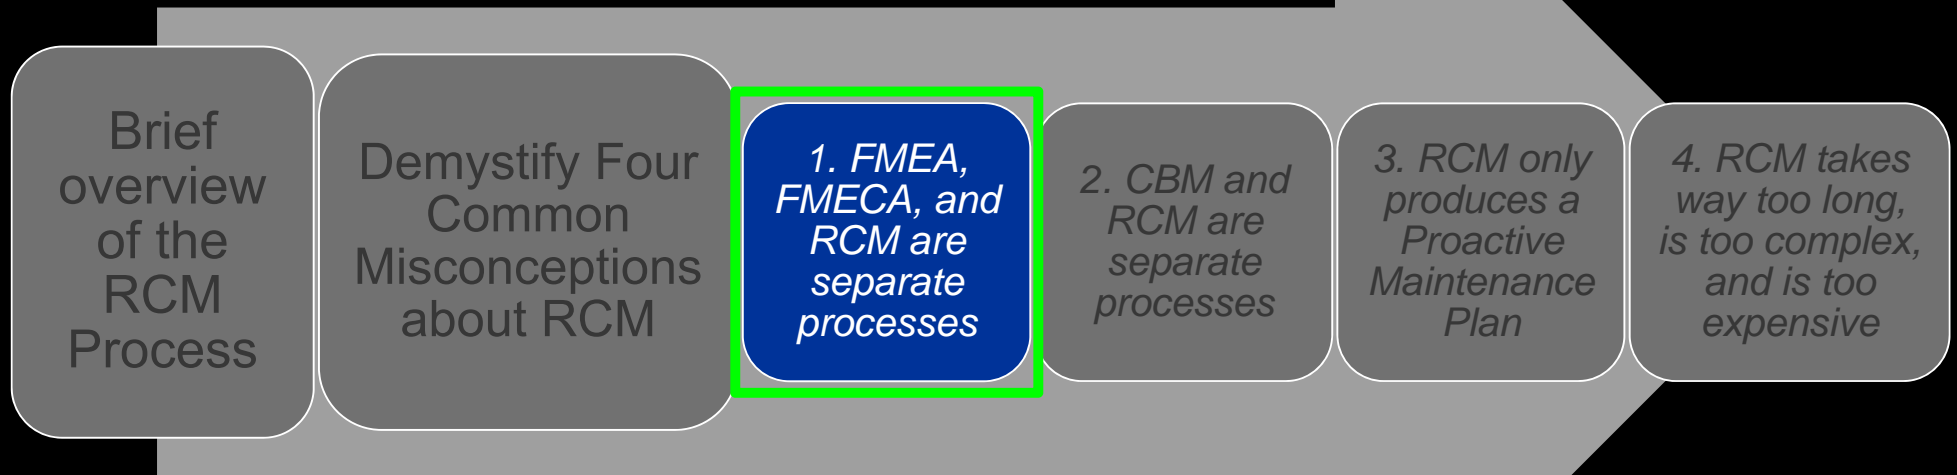 Brief
overview
of the
RCM
Process
Demystify Four
Common
Misconceptions
about RCM
1. FMEA,
FMECA, and
RCM are
separate
processes
2. CBM and
RCM are
separate
processes
3. RCM only
produces a
Proactive
Maintenance
Plan
4. RCM takes
way too long,
is too complex,
and is too
expensive